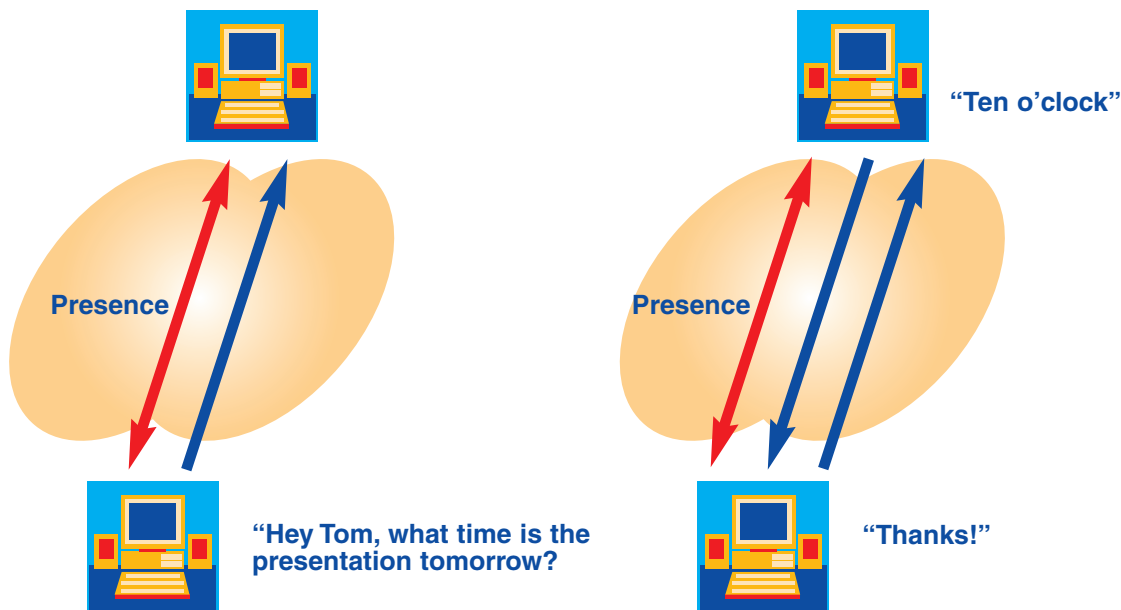 Presence
“Hey Tom, what time is the
presentation tomorrow?
“Ten o’clock”
Presence
“Thanks!”